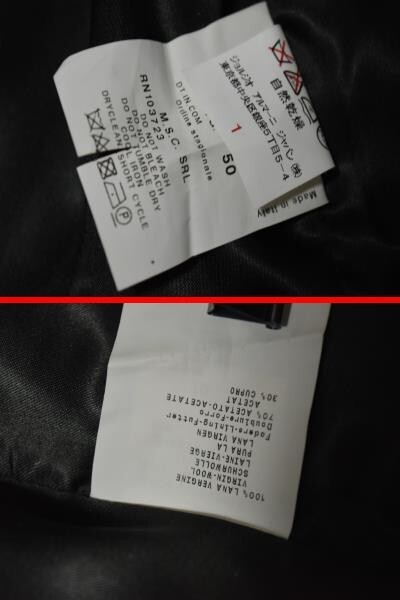 自然乾燥
1
ジョルジオ アルマーニ ジャパン (株)
東京都中央区銀座5丁目5-4
Made in Italy
50
DT.IN.COM.
Ordine stagionale
M.S.C. SRL
RN103723
DO NOT WASH
DO NOT BLEACH
DO NOT TUMBLE DRY
COOL IRON
DRYCLEAN SHORT CYCLE
P
100% LANA VERGINE
VIRGIN-WOOL
SCHURWOLLE
LAINE-VIERGE
PURA LA
LANA VIRGEN
Fodera-Lining-Futter
Doublure-Forro
70% ACETATO-ACETATE
ACETAT
30% CUPRO